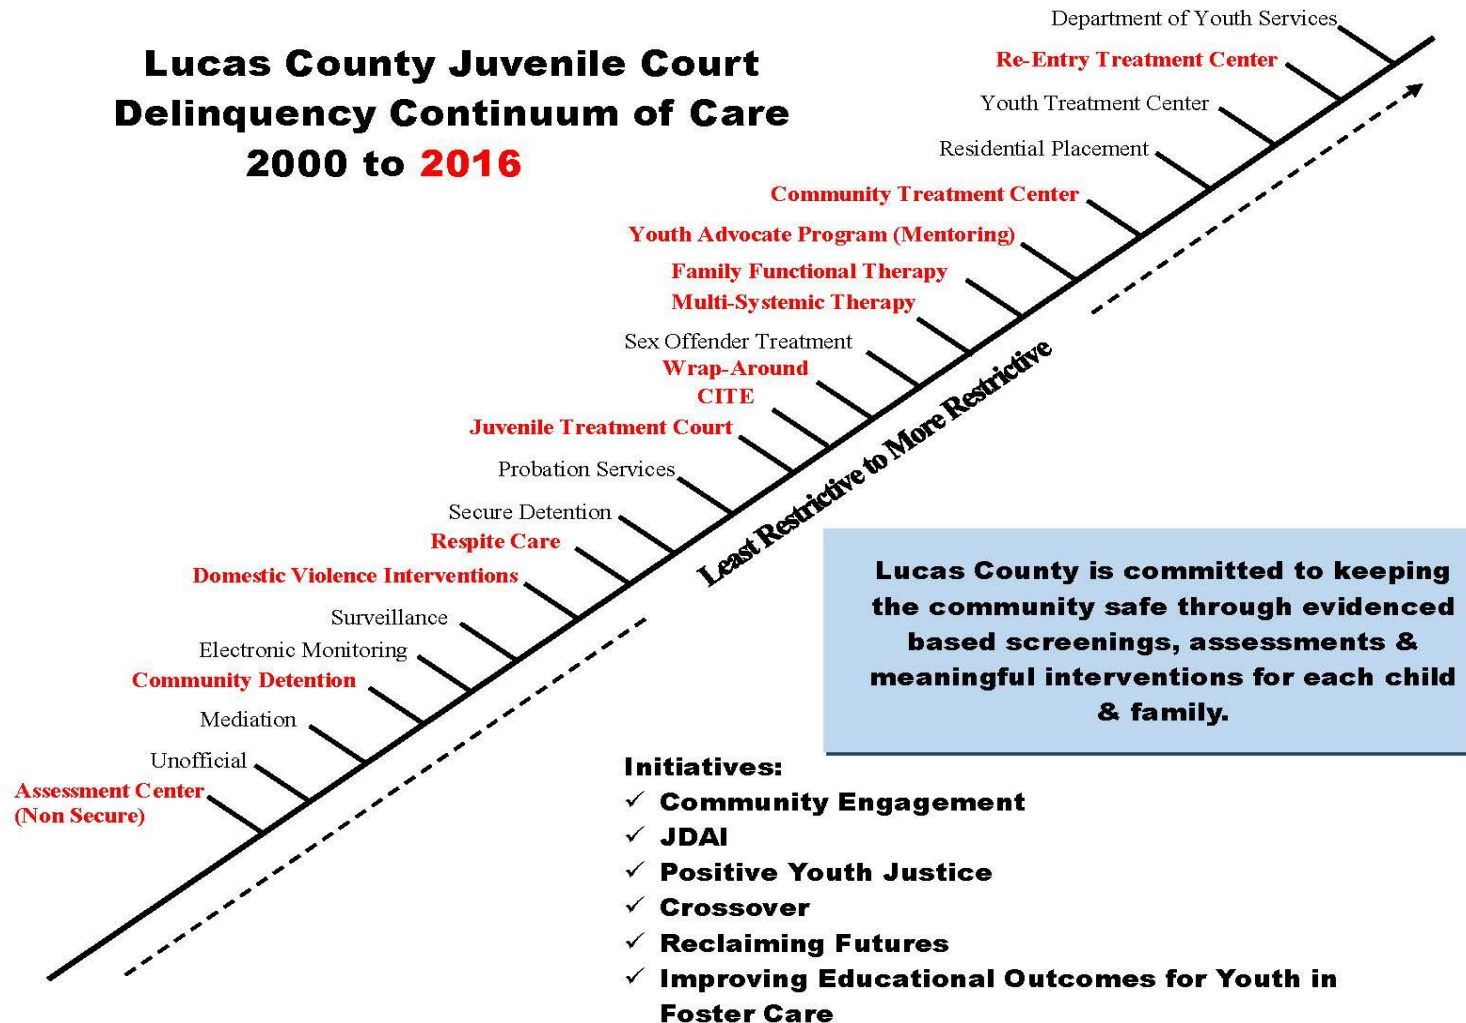 Lucas County Juvenile Court
Delinquency Continuum of Care
2000 to 2016
Department of Youth Services
Re-Entry Treatment Center
Youth Treatment Center
Residential Placement
Community Treatment Center
Youth Advocate Program (Mentoring)
Family Functional Therapy
Multi-Systemic Therapy
Sex Offender Treatment
Wrap-Around
CITE
Juvenile Treatment Court
Probation Services
Secure Detention
Respite Care
Domestic Violence Interventions
Surveillance
Electronic Monitoring
Community Detention
Mediation
Unofficial
Assessment Center
(Non Secure)
Least Restrictive to More Restrictive
Lucas County is committed to keeping
the community safe through evidenced
based screenings, assessments &
meaningful interventions for each child
& family.
Initiatives:
✓ Community Engagement
✓ JDAI
✓ Positive Youth Justice
✓ Crossover
✓ Reclaiming Futures
✓ Improving Educational Outcomes for Youth in
Foster Care